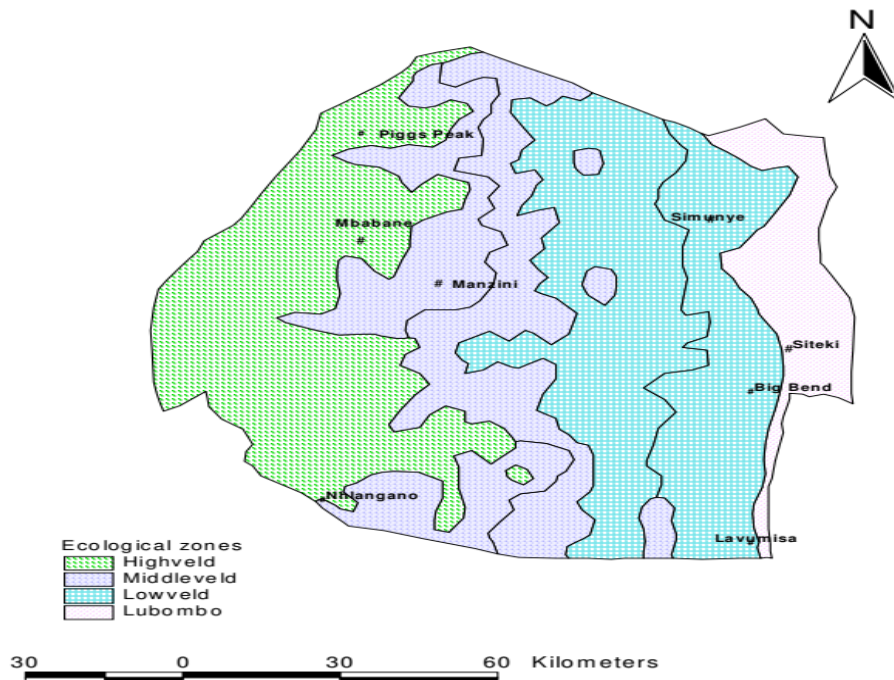 N
Piggs Peak
Simunye
Mbabane
Manzini
Siteki
Big Bend
Nhlangano
Lavumisa
Ecological zones
Highveld
Middleveld
Lowveld
Lubombo
30 0 30 60 Kilometers